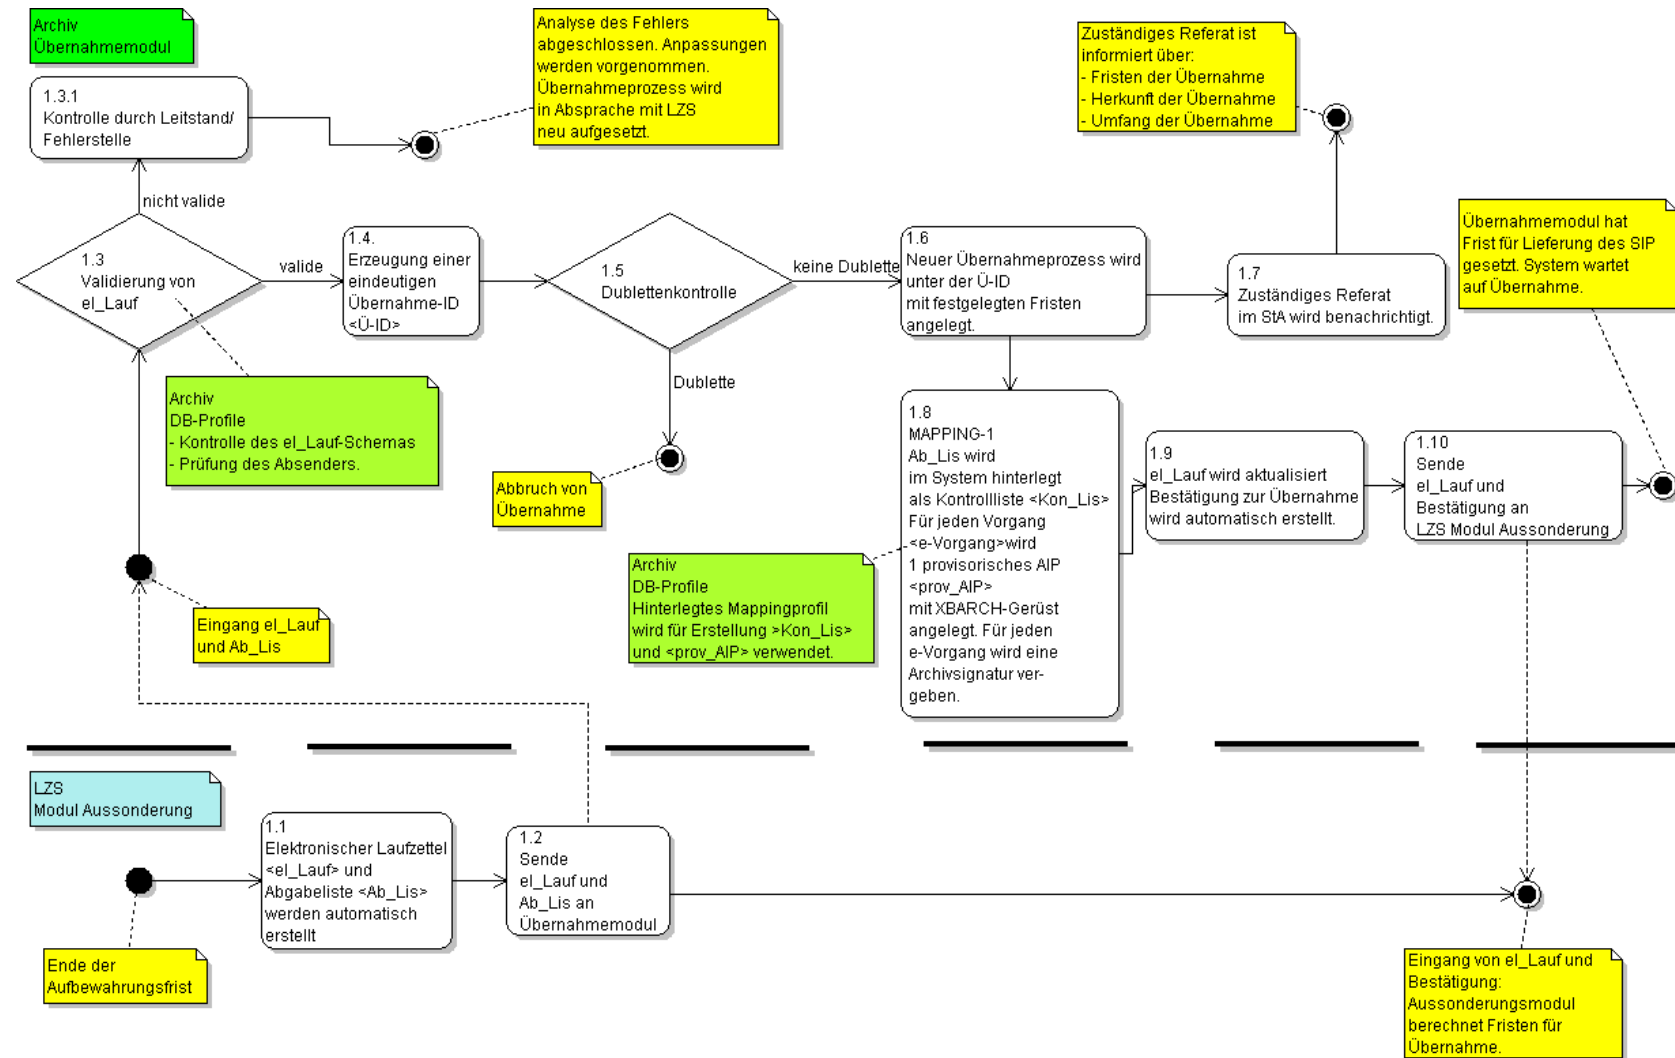 Archiv
Übernahmemodul
1.3.1
Kontrolle durch Leitstand/
Fehlerstelle
Analyse des Fehlers
abgeschlossen. Anpassungen
werden vorgenommen.
Übernahmeprozess wird
in Absprache mit LZS
neu aufgesetzt.
Zuständiges Referat ist
informiert über:
- Fristen der Übernahme
- Herkunft der Übernahme
- Umfang der Übernahme
nicht valide
1.3
Validierung von
el_Lauf
valide
1.4.
Erzeugung einer
eindeutigen
Übernahme-ID
<Ü-ID>
1.5
Dublettenkontrolle
keine Dublette
1.6
Neuer Übernahmeprozess wird
unter der Ü-ID
mit festgelegten Fristen
angelegt.
1.7
Zuständiges Referat
im StA wird benachrichtigt.
Übernahmemodul hat
Frist für Lieferung des SIP
gesetzt. System wartet
auf Übernahme.
Archiv
DB-Profile
- Kontrolle des el_Lauf-Schemas
- Prüfung des Absenders.
Dublette
Abbruch von
Übernahme
1.8
MAPPING-1
Ab_Lis wird
im System hinterlegt
als Kontrollliste <Kon_Lis>
Für jeden Vorgang
<e-Vorgang>wird
1 provisorisches AIP
<prov_AIP>
mit XBARCH-Gerüst
angelegt. Für jeden
e-Vorgang wird eine
Archivsignatur ver-
geben.
1.9
el_Lauf wird aktualisiert
Bestätigung zur Übernahme
wird automatisch erstellt.
1.10
Sende
el_Lauf und
Bestätigung an
LZS Modul Aussonderung
Archiv
DB-Profile
Hinterlegtes Mappingprofil
wird für Erstellung >Kon_Lis>
und <prov_AIP> verwendet.
Eingang el_Lauf
und Ab_Lis
LZS
Modul Aussonderung
1.1
Elektronischer Laufzettel
<el_Lauf> und
Abgabeliste <Ab_Lis>
werden automatisch
erstellt
1.2
Sende
el_Lauf und
Ab_Lis an
Übernahmemodul
Ende der
Aufbewahrungsfrist
Eingang von el_Lauf und
Bestätigung:
Aussonderungsmodul
berechnet Fristen für
Übernahme.